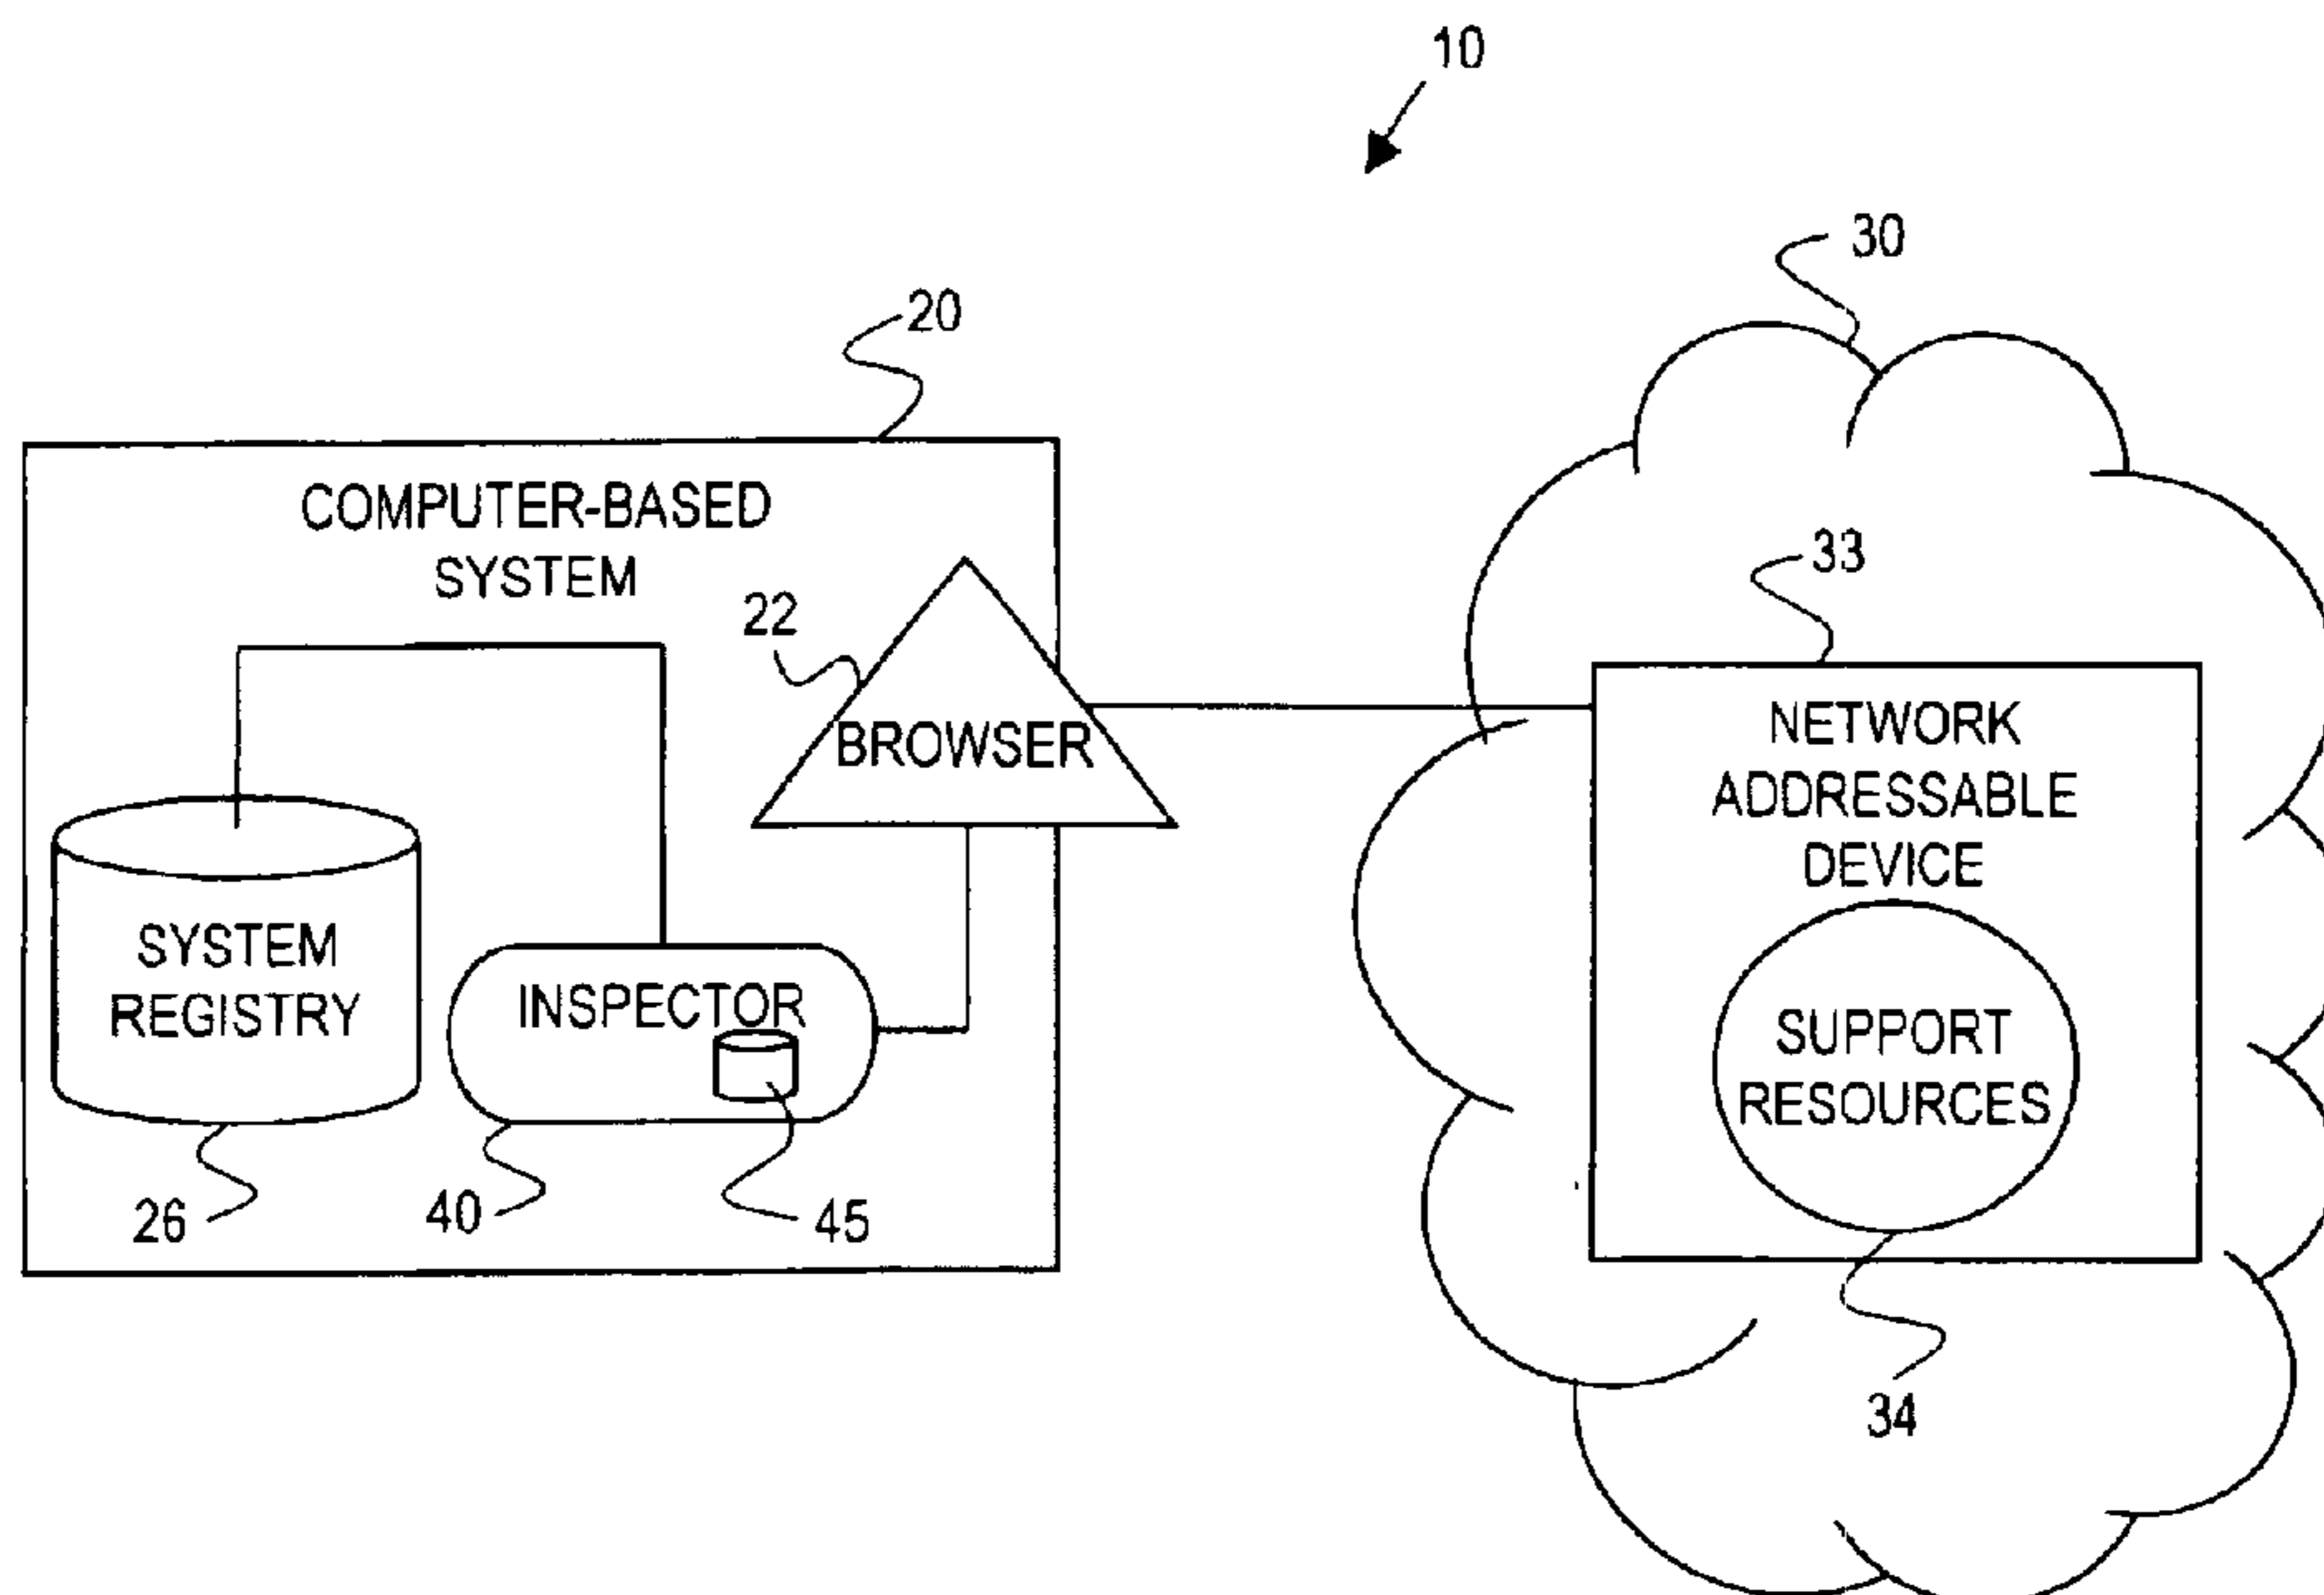 10
30
20
COMPUTER-BASED
SYSTEM
33
22
BROWSER
NETWORK
ADDRESSABLE
DEVICE
SYSTEM
REGISTRY
INSPECTOR
SUPPORT
RESOURCES
26
40
45
34